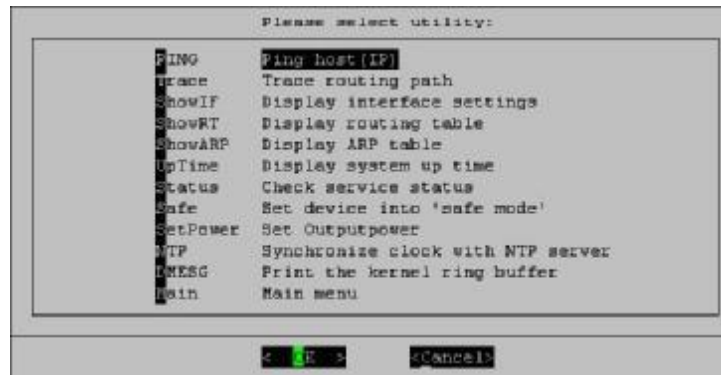 Please select utility:
PING Ping host(IP)
Trace Trace routing path
ShowIF Display interface settings
ShowRT Display routing table
ShowARP Display ARP table
UpTime Display system up time
Status Check service status
Safe Set device into 'safe mode'
SetPower Set Outputpower
NTP Synchronize clock with NTP server
DMESG Print the kernel ring buffer
Main Main menu
< OK > <Cancel>